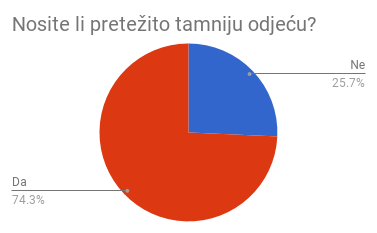 Nosite li pretežito tamniju odjeću?
Ne
25.7%
Da
74.3%